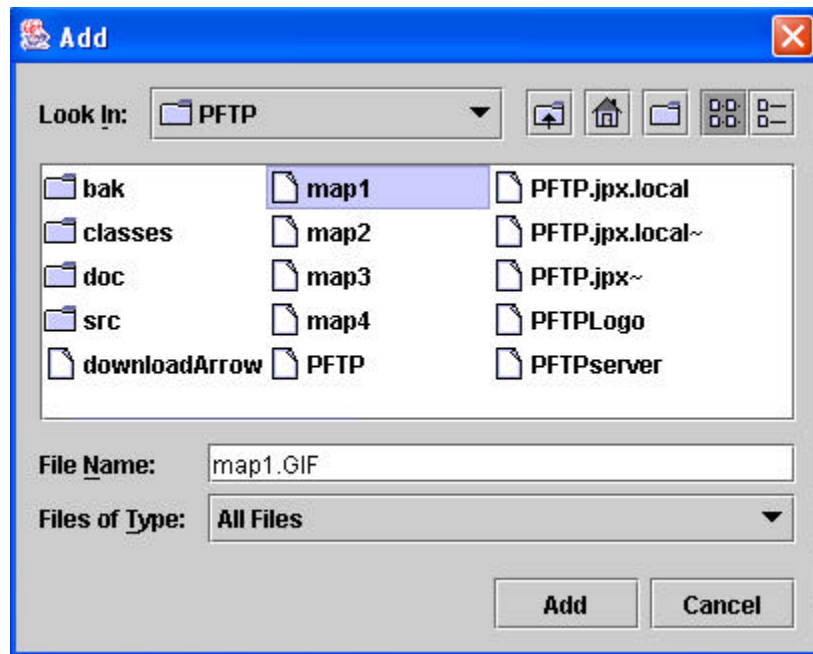 Add
Look In: PFTP
bak map1 PFTP.jpx.local
classes map2 PFTP.jpx.local~
doc map3 PFTP.jpx~
src map4 PFTPLogo
downloadArrow PFTP PFTPserver
File Name: map1.GIF
Files of Type: All Files
Add Cancel